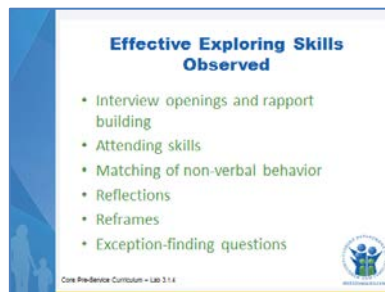 Effective Exploring Skills
Observed
• Interview openings and rapport
building
• Attending skills
• Matching of non-verbal behavior
• Reflections
• Reframes
• Exception-finding questions
Core Pre-Service Curriculum – Lab 3.1.4